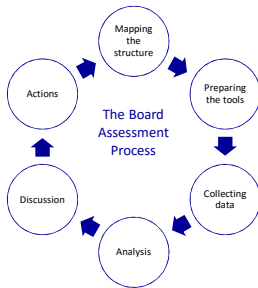 Mapping
the
structure
Preparing
the tools
Collecting
data
Analysis
Discussion
Actions
The Board
Assessment
Process